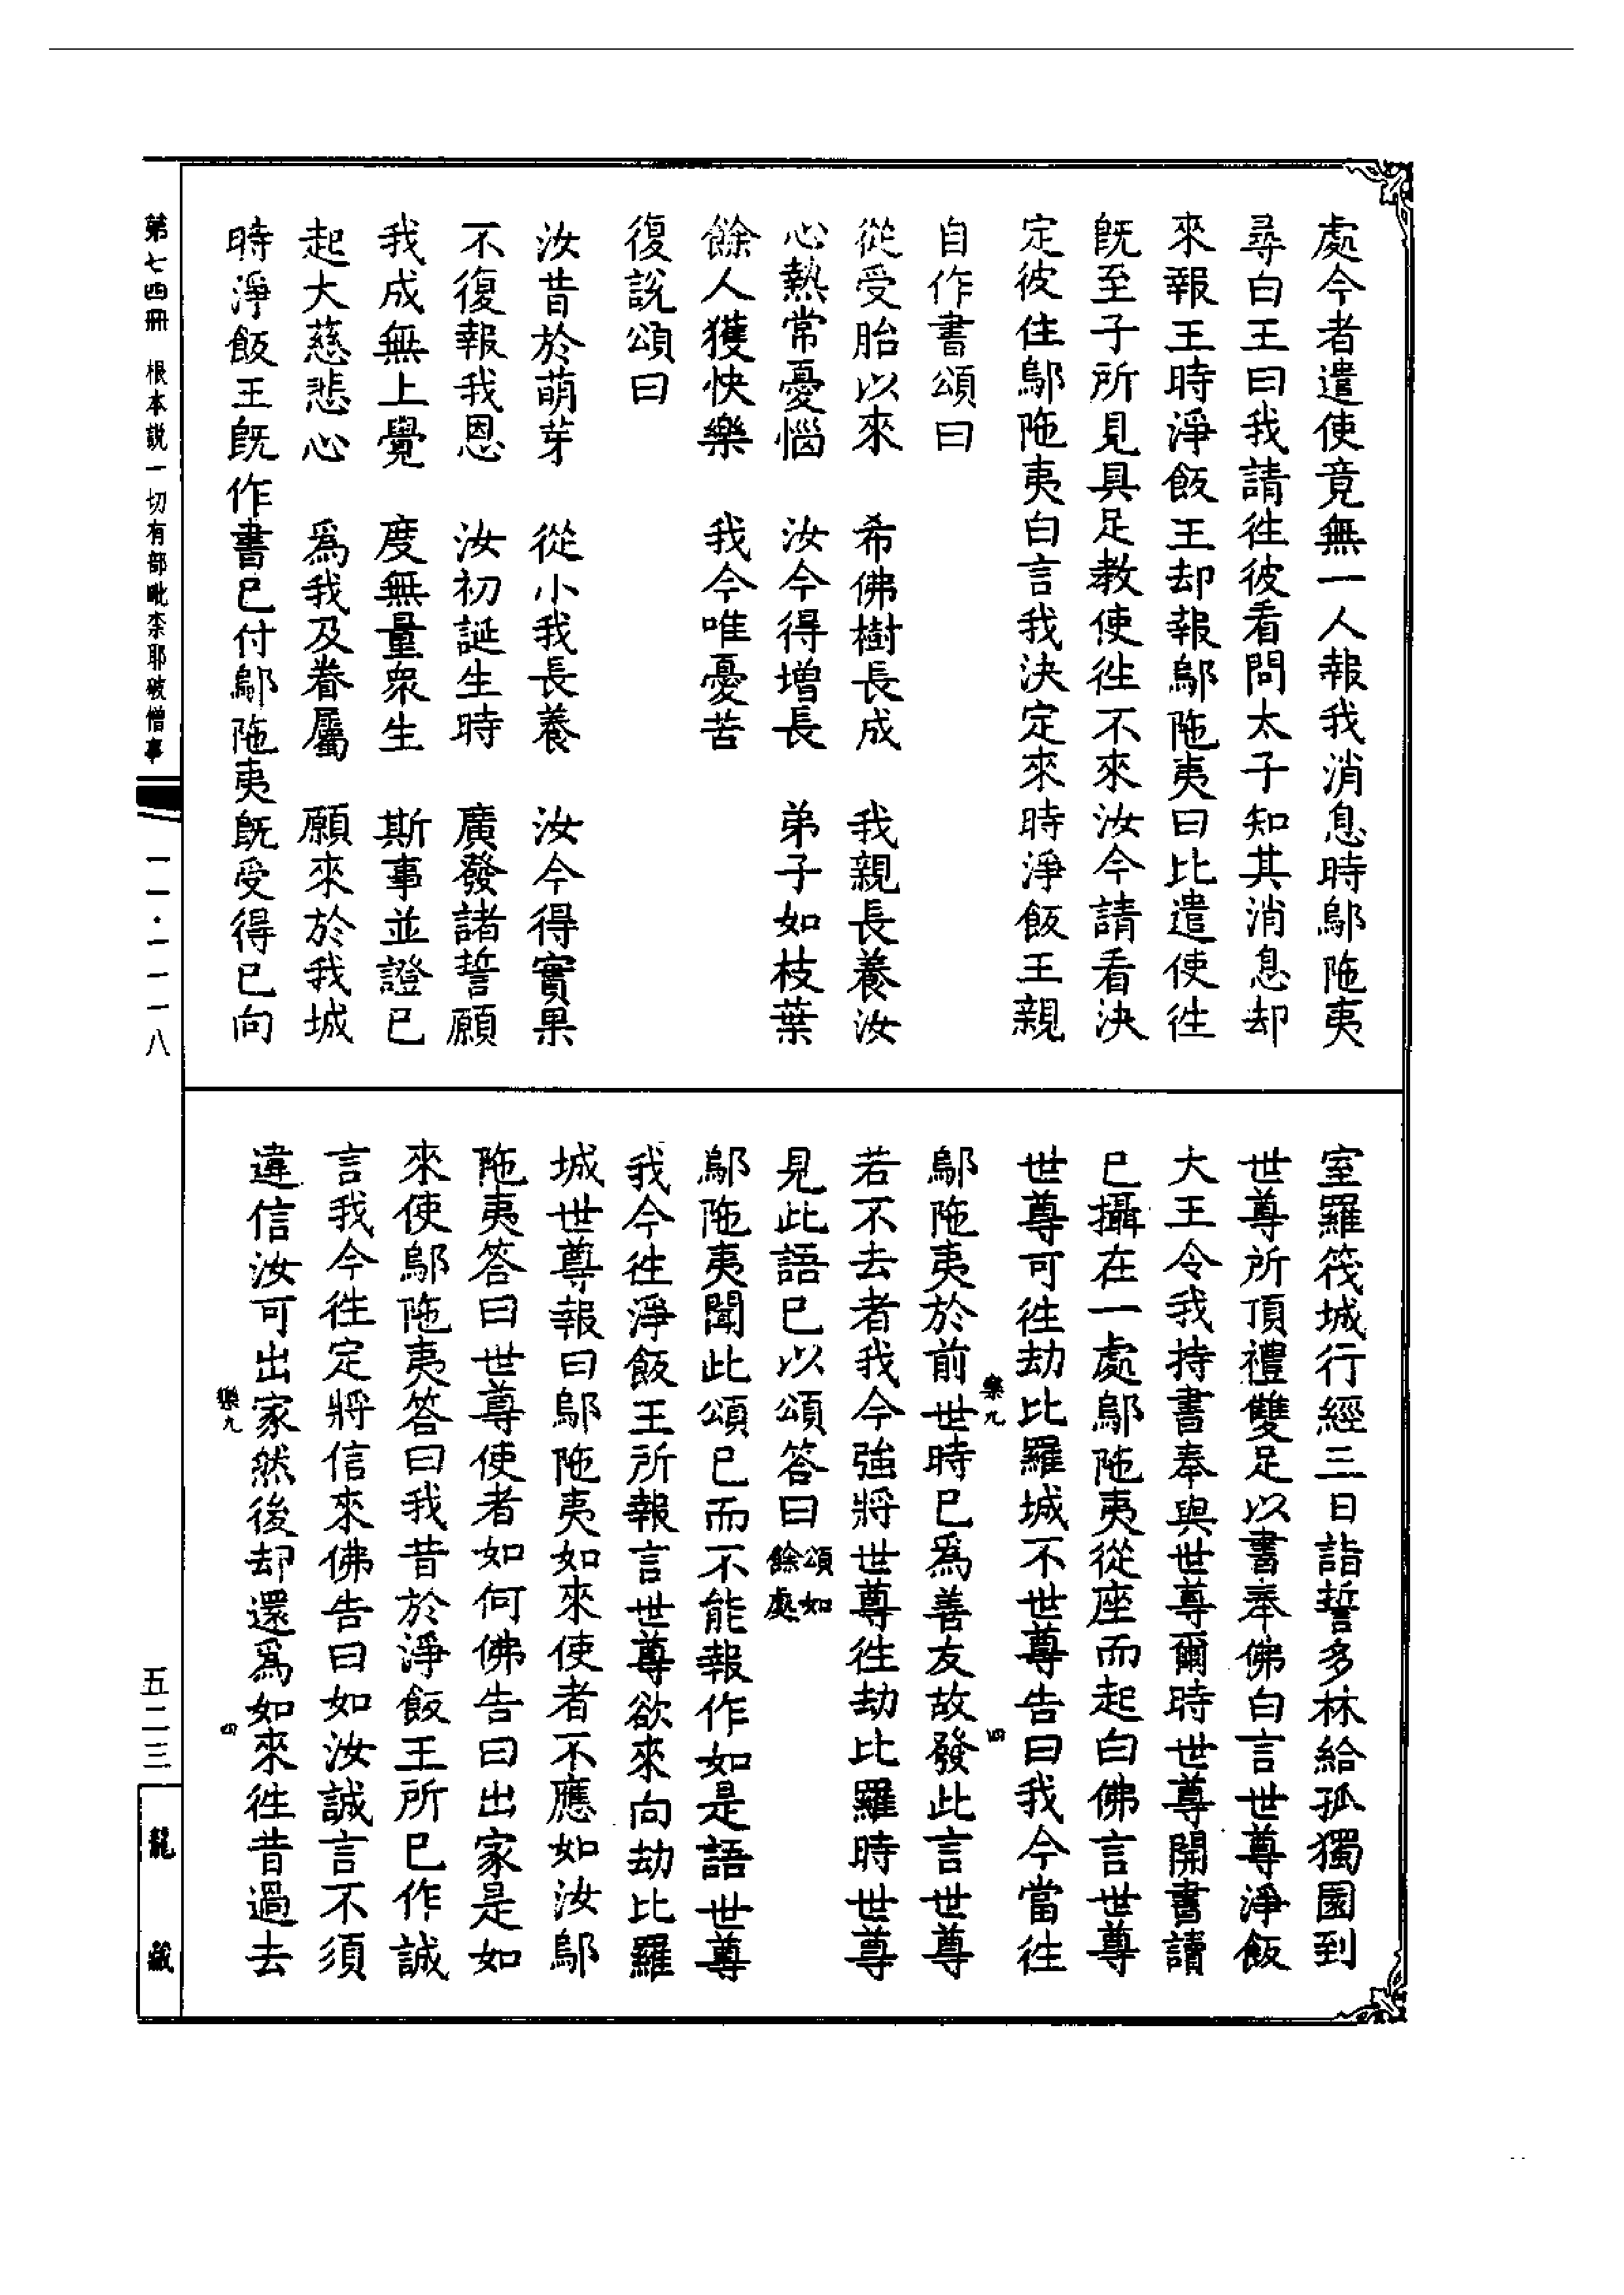 處今者遣使竟無一人報我消息時鄔陁夷
尋白王曰我請往彼看問太子知其消息却
來報王時淨飯王却報鄔陁夷曰比遣使往
旣至子所見具足教使往不來汝今請看決
定彼住鄔陁夷白言我決定來時淨飯王親
自作書頌曰
從受胎以來　希佛樹長成　我親長養汝
心熱常憂惱　汝今得增長　弟子如枝葉
餘人獲快樂　我今唯憂苦
復說頌曰
汝昔於萌芽　從小我長養　汝今得實果
不復報我恩　汝初誕生時　廣發諸誓願
我成無上覺　度無量衆生　斯事並證已
起大慈悲心　爲我及眷屬　願來於我城
時淨飯王旣作書已付鄔陁夷旣受得已向
室羅筏城行經三日詣誓多林給孤獨園到
世尊所頂禮雙足以書奉佛白言世尊淨飯
大王令我持書奉與世尊爾時世尊開書讀
已攝在一處鄔陁夷從座而起白佛言世尊
世尊可往劫比羅城不世尊告曰我今當往
樂九　四
鄔陁夷於前世時已爲善友故發此言世尊
若不去者我今強將世尊往劫比羅時世尊
見此語已以頌答曰頌如餘處
鄔陁夷聞此頌已而不能報作如是語世尊
我今往淨飯王所報言世尊欲來向劫比羅
城世尊報曰鄔陁夷如來使者不應如汝鄔
陁夷答曰世尊使者如何佛告曰出家是如
來使鄔陁夷答曰我昔於淨飯王所已作誠
言我今往定將信來佛告曰如汝誠言不須
違信汝可出家然後却還爲如來往昔過去
樂九　四
第七四冊　根本説一切有部毗柰耶破僧事
一一·一一一八
五二三
龍藏